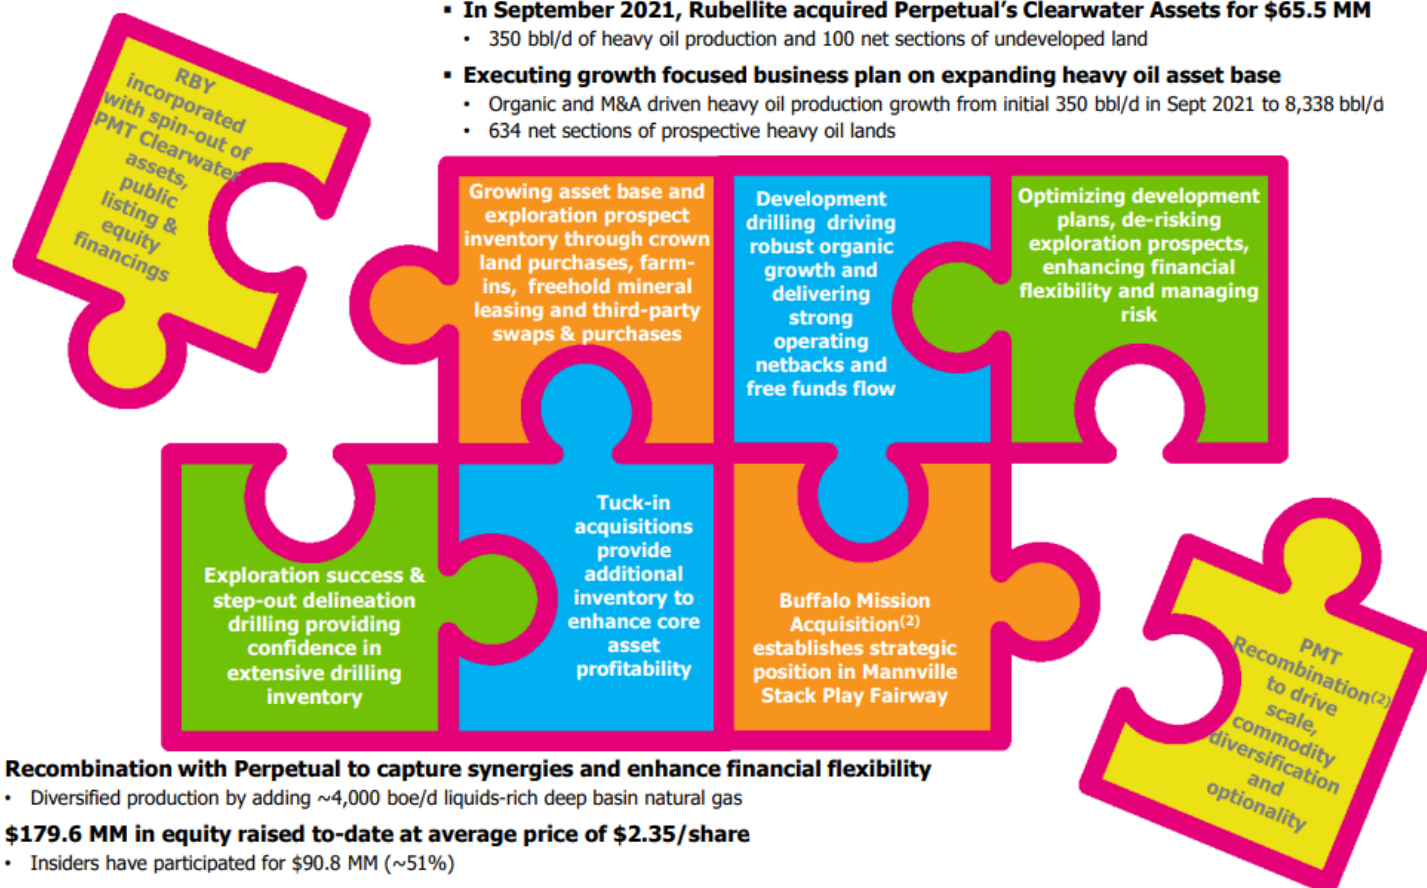 ▪ In September 2021, Rubellite acquired Perpetual's Clearwater Assets for $65.5 MM
• 350 bbl/d of heavy oil production and 100 net sections of undeveloped land
▪ Executing growth focused business plan on expanding heavy oil asset base
• Organic and M&A driven heavy oil production growth from initial 350 bbl/d in Sept 2021 to 8,338 bbl/d
• 634 net sections of prospective heavy oil lands
RBY
incorporated
with spin-out of
PMT Clearwater
assets,
public
listing &
equity
financings
Growing asset base and
exploration prospect
inventory through crown
land purchases, farm-
ins, freehold mineral
leasing and third-party
swaps & purchases
Development
drilling driving
robust organic
growth and
delivering
strong
operating
netbacks and
free funds flow
Optimizing development
plans, de-risking
exploration prospects,
enhancing financial
flexibility and managing
risk
Exploration success &
step-out delineation
drilling providing
confidence in
extensive drilling
inventory
Tuck-in
acquisitions
provide
additional
inventory to
enhance core
asset
profitability
Buffalo Mission
Acquisition(2)
establishes strategic
position in Mannville
Stack Play Fairway
PMT
Recombination(2)
to drive
scale,
commodity
diversification
and
optionality
Recombination with Perpetual to capture synergies and enhance financial flexibility
• Diversified production by adding ~4,000 boe/d liquids-rich deep basin natural gas
$179.6 MM in equity raised to-date at average price of $2.35/share
• Insiders have participated for $90.8 MM (~51%)